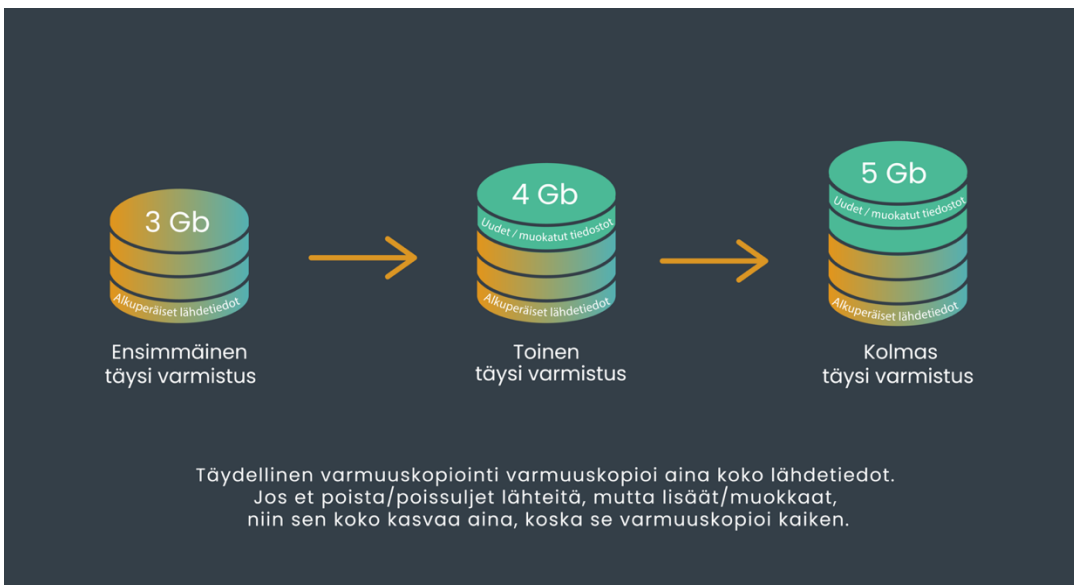 3 Gb
Alkuperäiset lähdetiedot
Ensimmäinen
täysi varmistus
4 Gb
Uudet / muokatut tiedostot
Alkuperäiset lähdetiedot
Toinen
täysi varmistus
5 Gb
Uudet / muokatut tiedostot
Alkuperäiset lähdetiedot
Kolmas
täysi varmistus
Täydellinen varmuuskopiointi varmuuskopioi aina koko lähdetiedot.
Jos et poista/poissuljet lähteitä, mutta lisäät/muokkaat,
niin sen koko kasvaa aina, koska se varmuuskopioi kaiken.